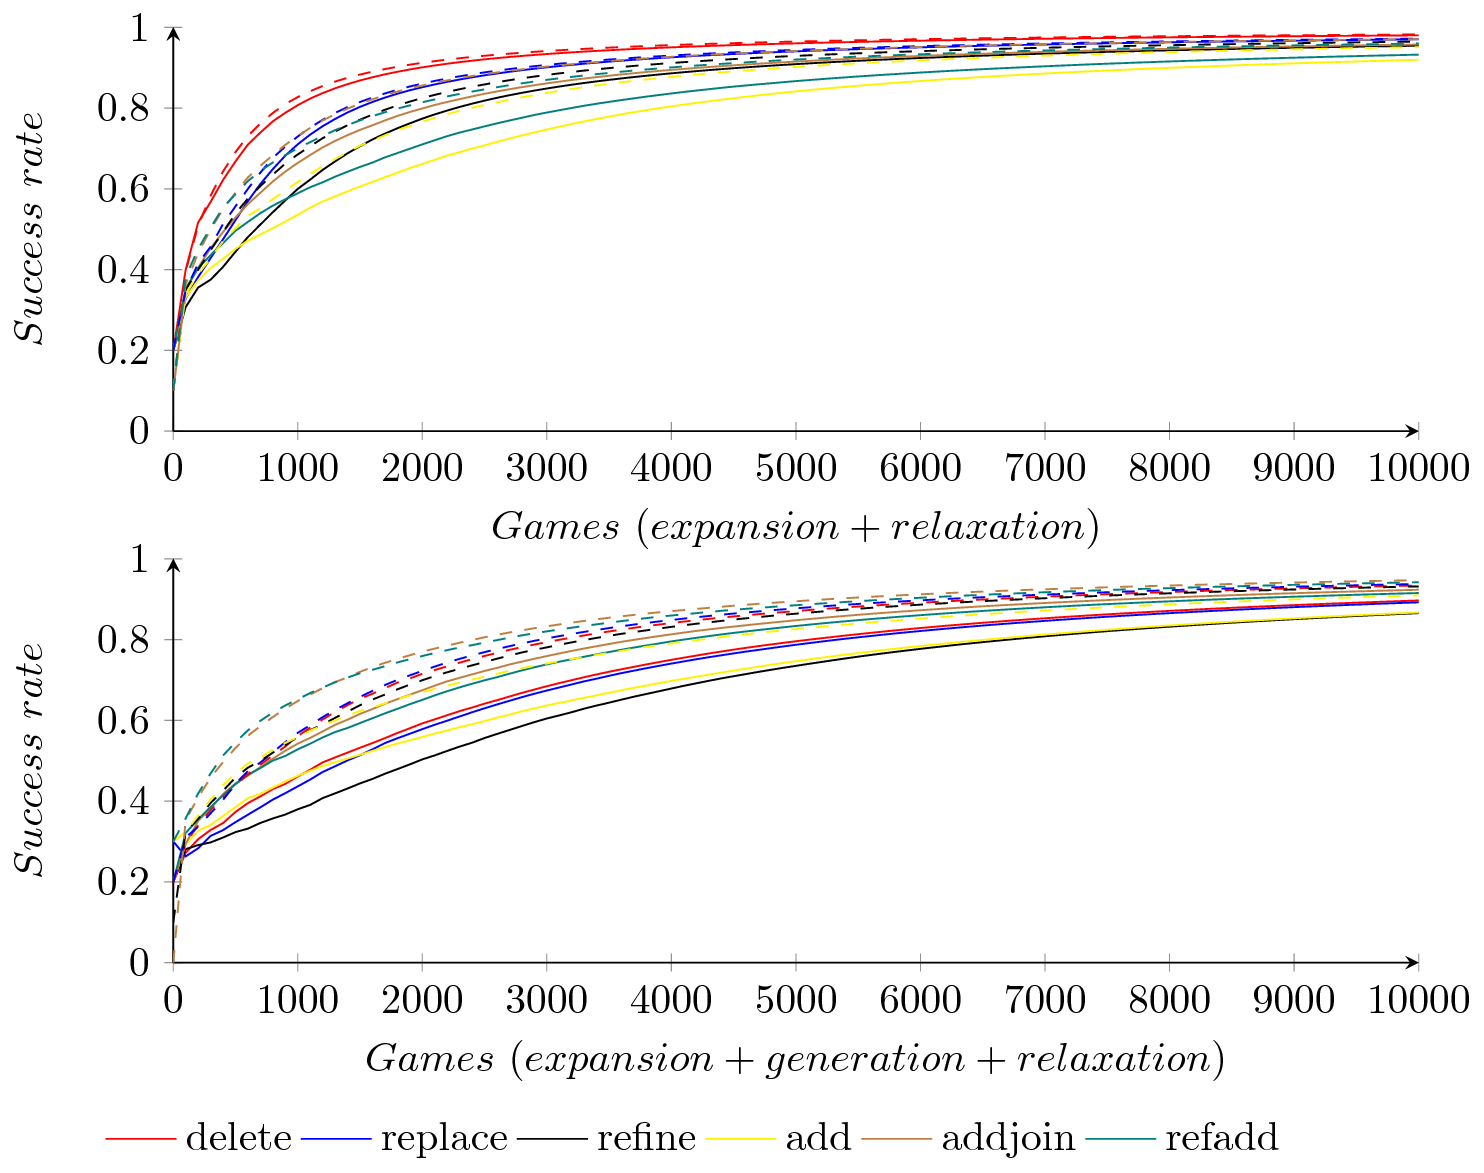 1
0.8
0.6
0.4
0.2
0
Success rate
0 1000 2000 3000 4000 5000 6000 7000 8000 9000 10000
Games (expansion + relaxation)
1
0.8
0.6
0.4
0.2
0
Success rate
0 1000 2000 3000 4000 5000 6000 7000 8000 9000 10000
Games (expansion + generation + relaxation)
delete replace refine add addjoin refadd